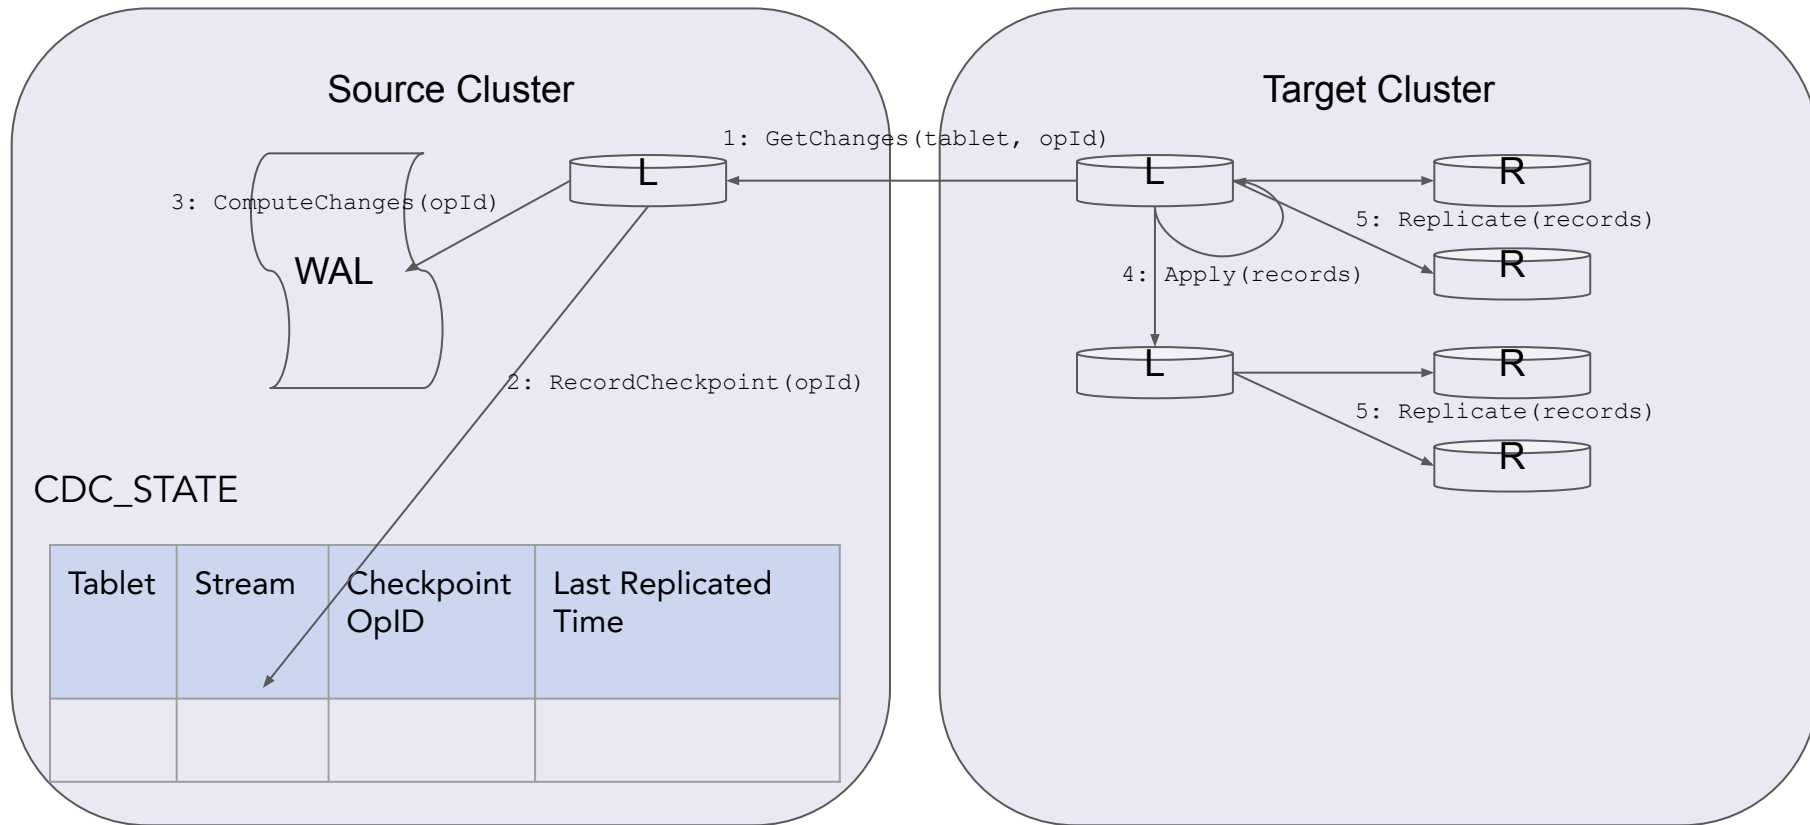 Source Cluster
Target Cluster
1: GetChanges(tablet, opId)
L
L
R
3: ComputeChanges(opId)
5: Replicate(records)
WAL
R
4: Apply(records)
L
R
2: RecordCheckpoint(opId)
5: Replicate(records)
R
CDC_STATE
Tablet
Stream
Checkpoint
OpID
Last Replicated
Time